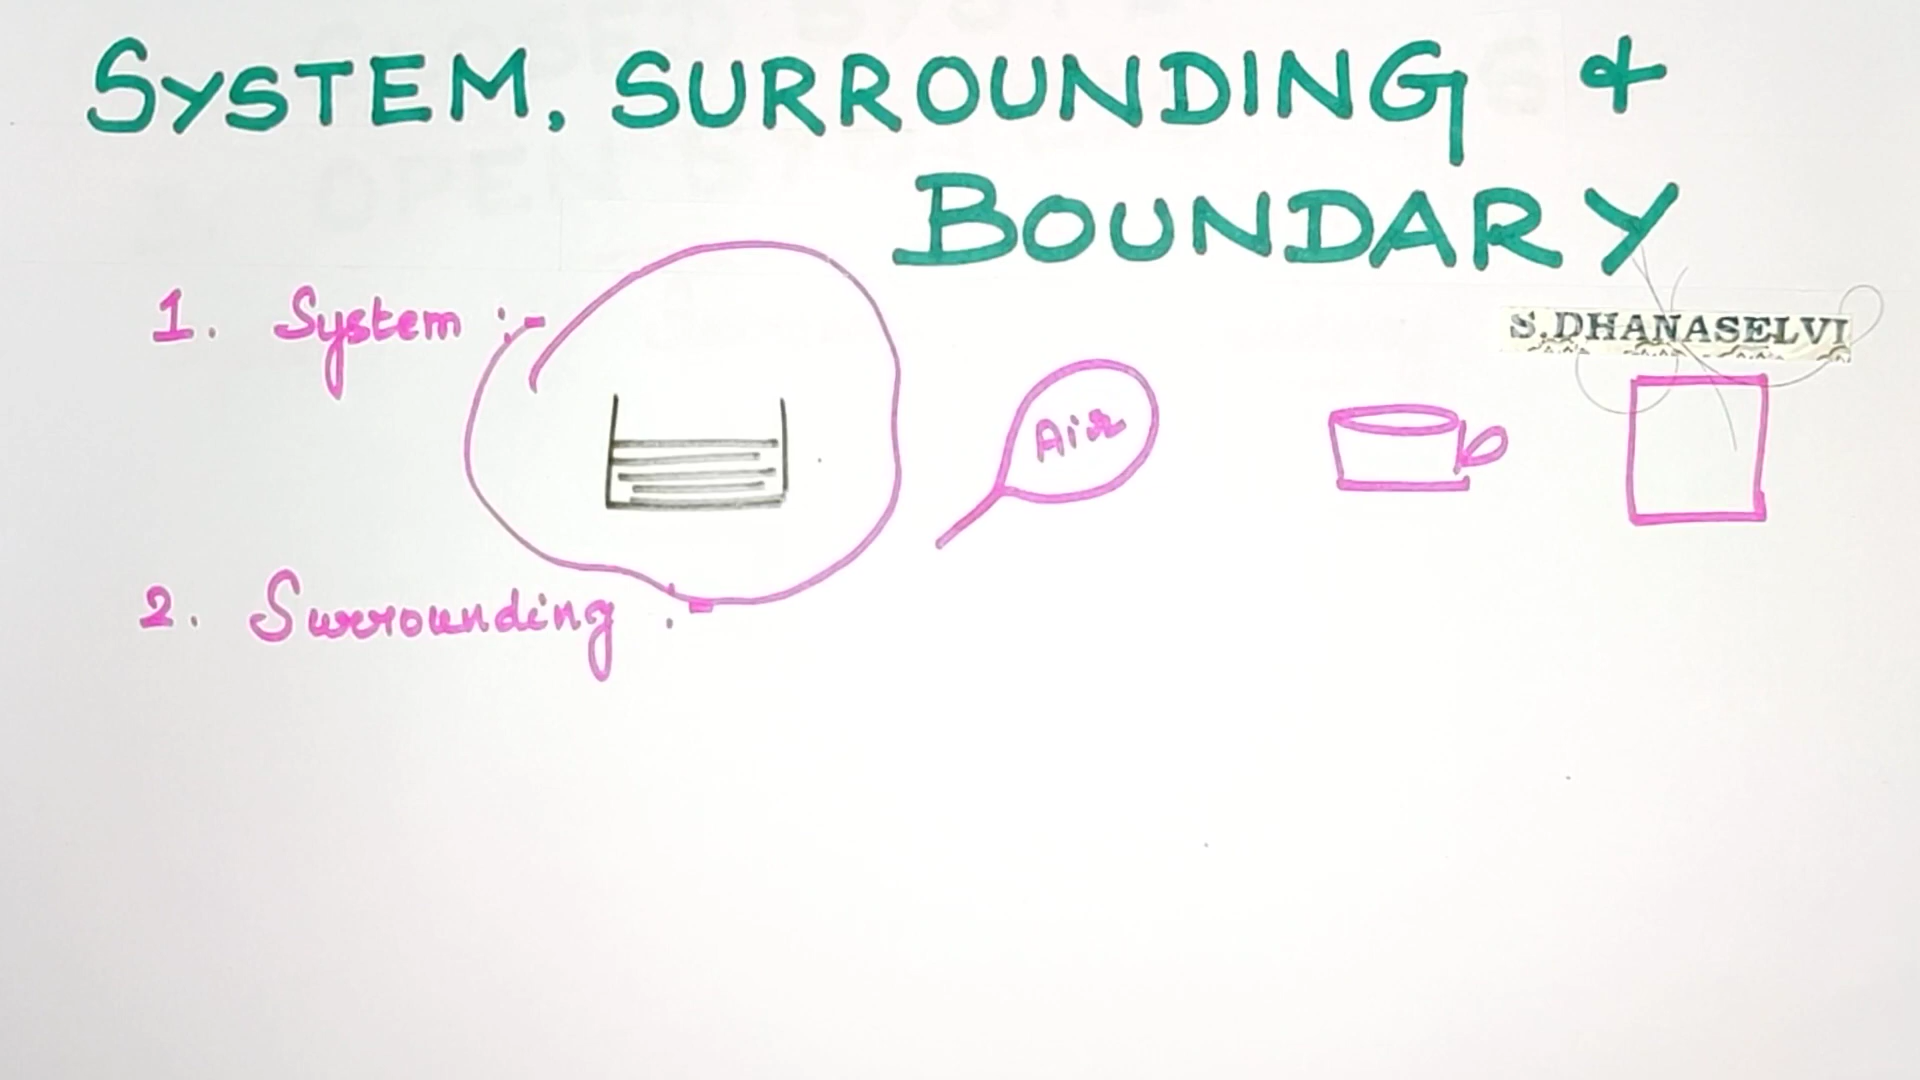 SYSTEM, SURROUNDING &
BOUNDARY
1. System :-
S.DHANASELVI
Air
2. Surrounding :-